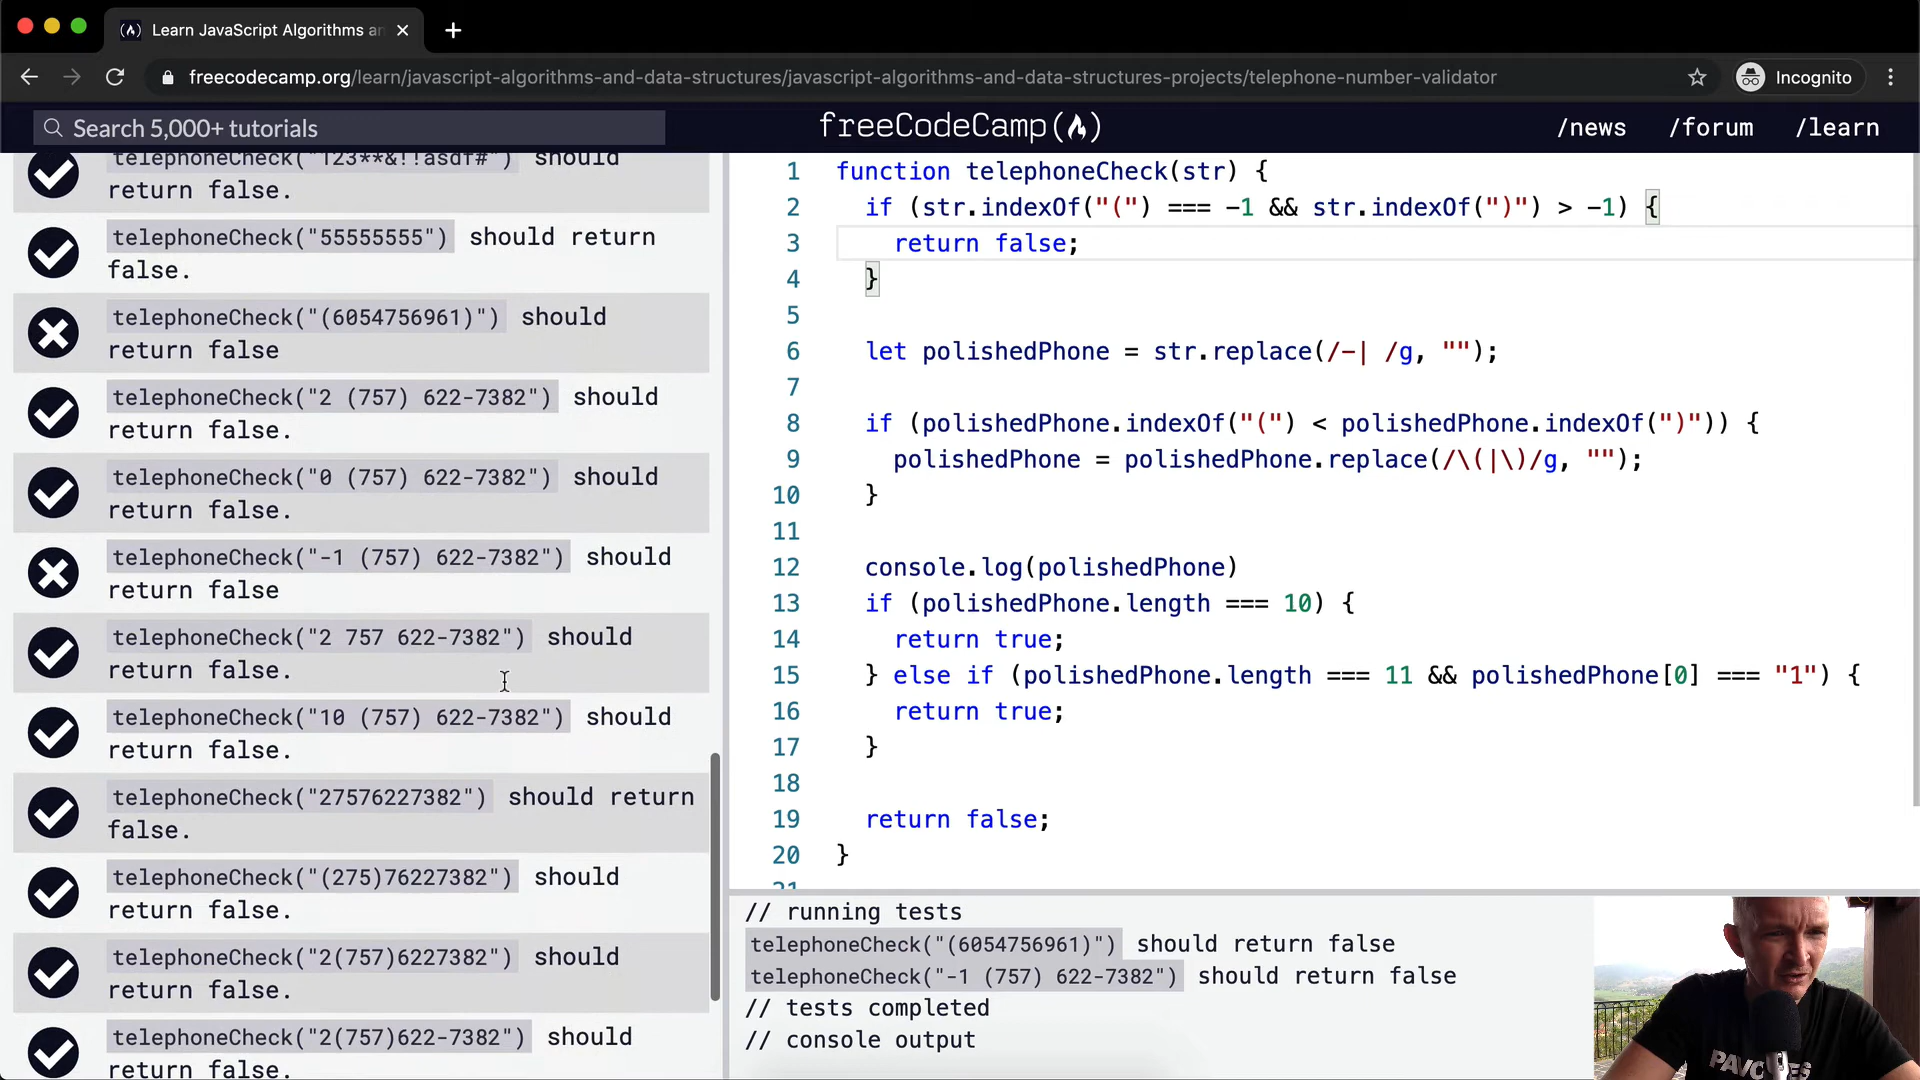 Learn JavaScript Algorithms an
freecodecamp.org/learn/javascript-algorithms-and-data-structures/javascript-algorithms-and-data-structures-projects/telephone-number-validator
Incognito
Search 5,000+ tutorials
freeCodeCamp
/news /forum /learn
telephoneCheck("123**&!!asdf#") should
return false.
telephoneCheck("55555555") should return
false.
telephoneCheck("(6054756961)") should
return false
telephoneCheck("2 (757) 622-7382") should
return false.
telephoneCheck("0 (757) 622-7382") should
return false.
telephoneCheck("-1 (757) 622-7382") should
return false
telephoneCheck("2 757 622-7382") should
return false.
telephoneCheck("10 (757) 622-7382") should
return false.
telephoneCheck("27576227382") should return
false.
telephoneCheck("(275)76227382") should
return false.
telephoneCheck("2(757)6227382") should
return false.
telephoneCheck("2(757)622-7382") should
return false.
1 function telephoneCheck(str) {
2 if (str.indexOf("(") === -1 && str.indexOf(")") > -1) {
3 return false;
4 }
5
6 let polishedPhone = str.replace(/-| /g, "");
7
8 if (polishedPhone.indexOf("(") < polishedPhone.indexOf(")")) {
9 polishedPhone = polishedPhone.replace(/\(|\)/g, "");
10 }
11
12 console.log(polishedPhone)
13 if (polishedPhone.length === 10) {
14 return true;
15 } else if (polishedPhone.length === 11 && polishedPhone[0] === "1") {
16 return true;
17 }
18
19 return false;
20 }
21
// running tests
telephoneCheck("(6054756961)") should return false
telephoneCheck("-1 (757) 622-7382") should return false
// tests completed
// console output